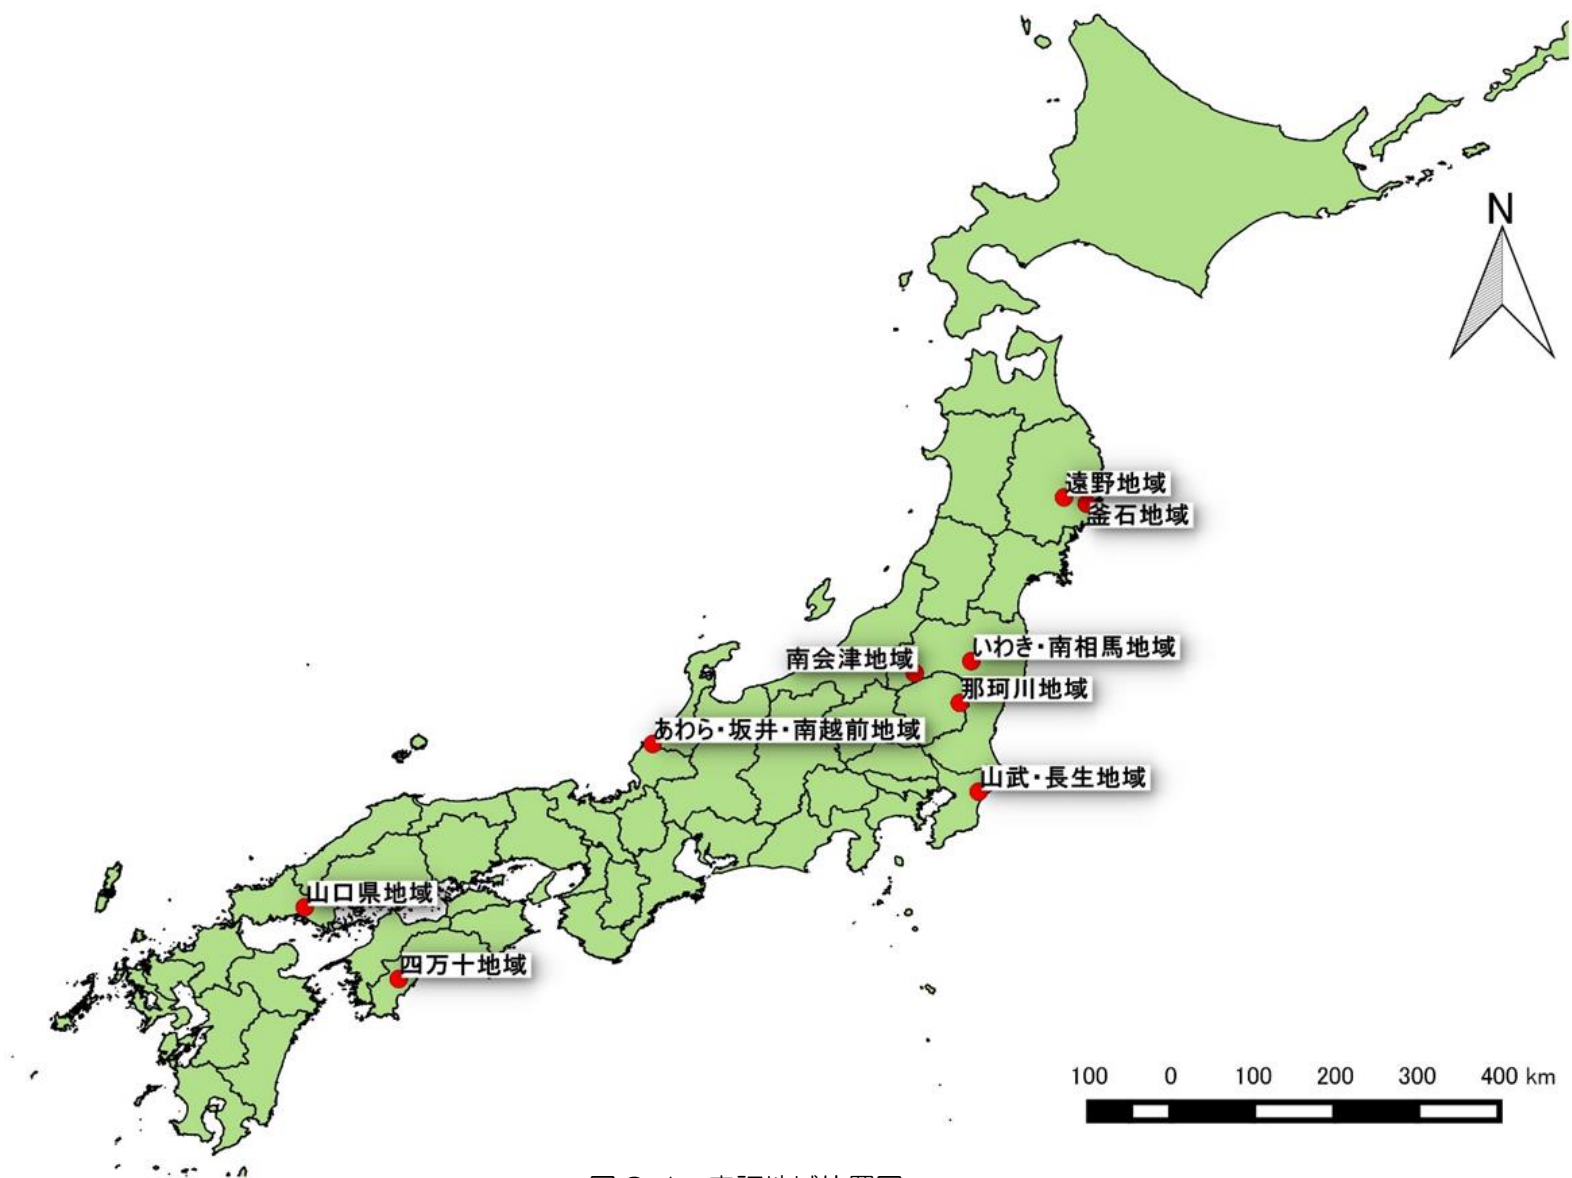 N
遠野地域
釜石地域
いわき・南相馬地域
南会津地域
那珂川地域
あわら・坂井・南越前地域
山武・長生地域
山口県地域
四万十地域
100 0 100 200 300 400 km